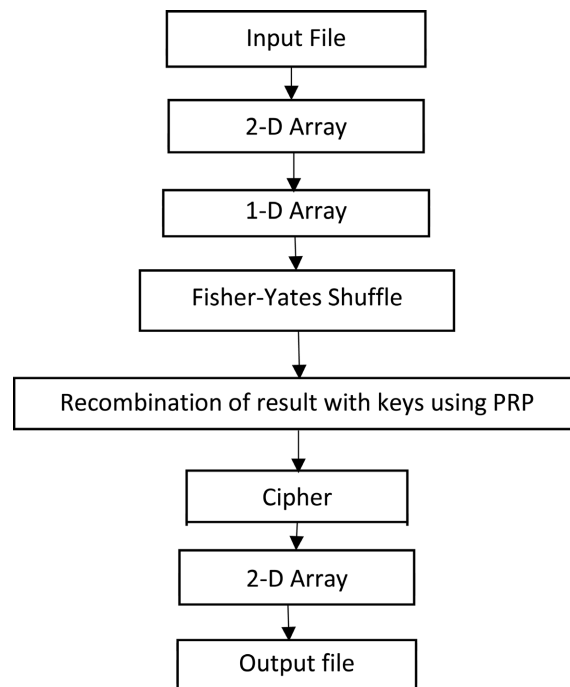 Input File
2-D Array
1-D Array
Fisher-Yates Shuffle
Recombination of result with keys using PRP
Cipher
2-D Array
Output file